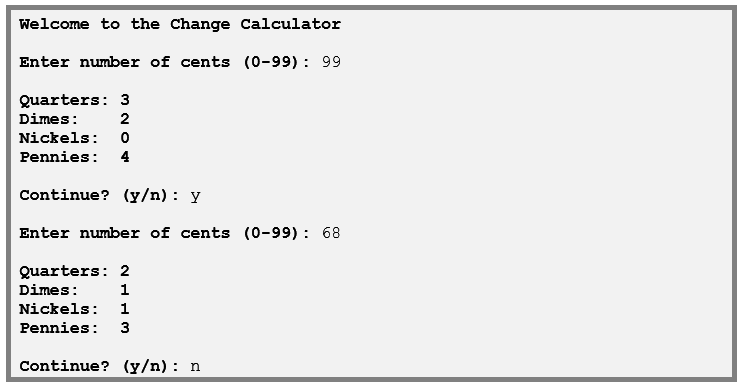 Welcome to the Change Calculator
Enter number of cents (0-99): 99
Quarters: 3
Dimes:    2
Nickels:  0
Pennies:  4
Continue? (y/n): y
Enter number of cents (0-99): 68
Quarters: 2
Dimes:    1
Nickels:  1
Pennies:  3
Continue? (y/n): n